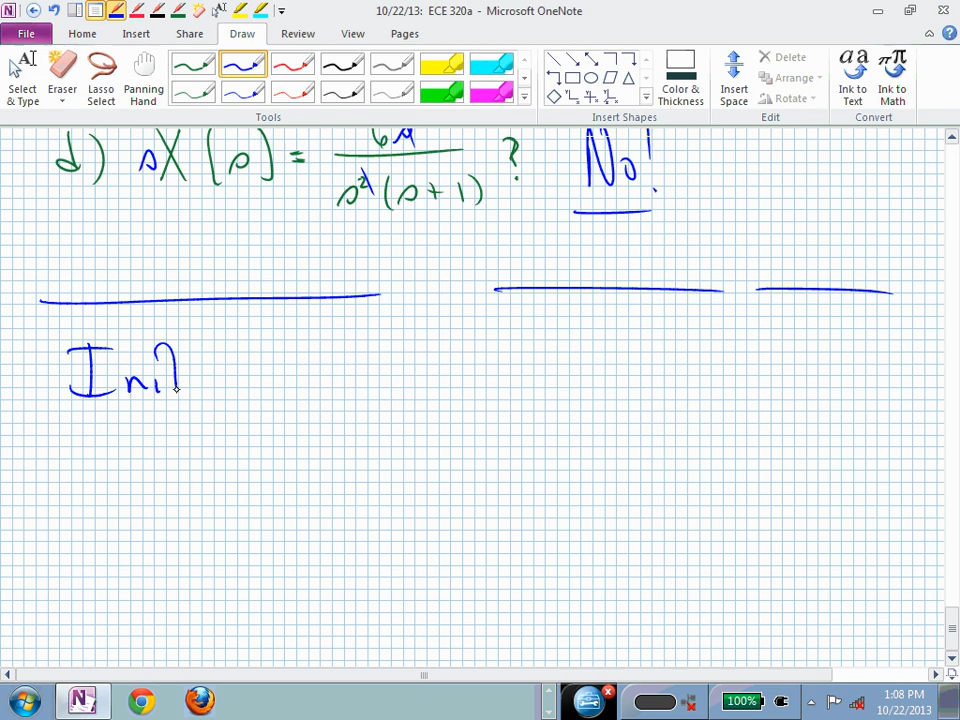 10/22/13: ECE 320a - Microsoft OneNote
File Home Insert Share Draw Review View Pages
Select & Type
Eraser
Lasso Select
Panning Hand
Tools
Color & Thickness
Insert Shapes
Insert Space
Delete
Arrange
Rotate
Edit
Ink to Text
Ink to Math
Convert
d) sX(s) = 6s / s²(s+1) ? No!
Ini
100%
1:08 PM
10/22/2013